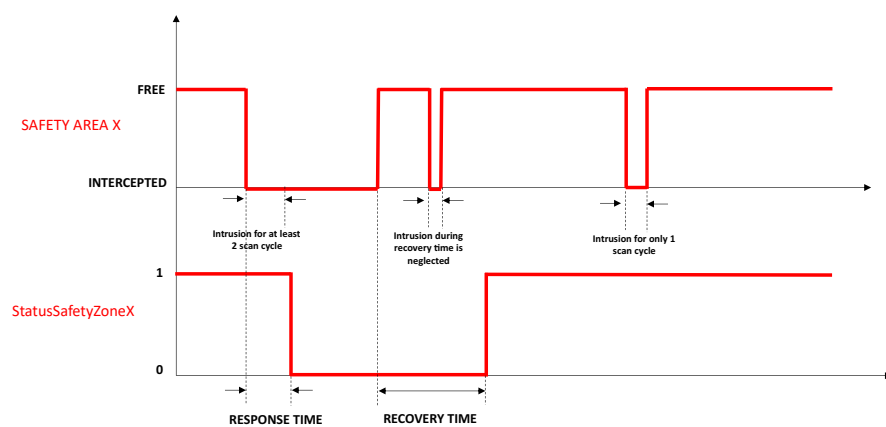 FREE
SAFETY AREA X
INTERCEPTED
Intrusion for at least
2 scan cycle
Intrusion during
recovery time is
neglected
Intrusion for only 1
scan cycle
1
StatusSafetyZoneX
0
RESPONSE TIME
RECOVERY TIME